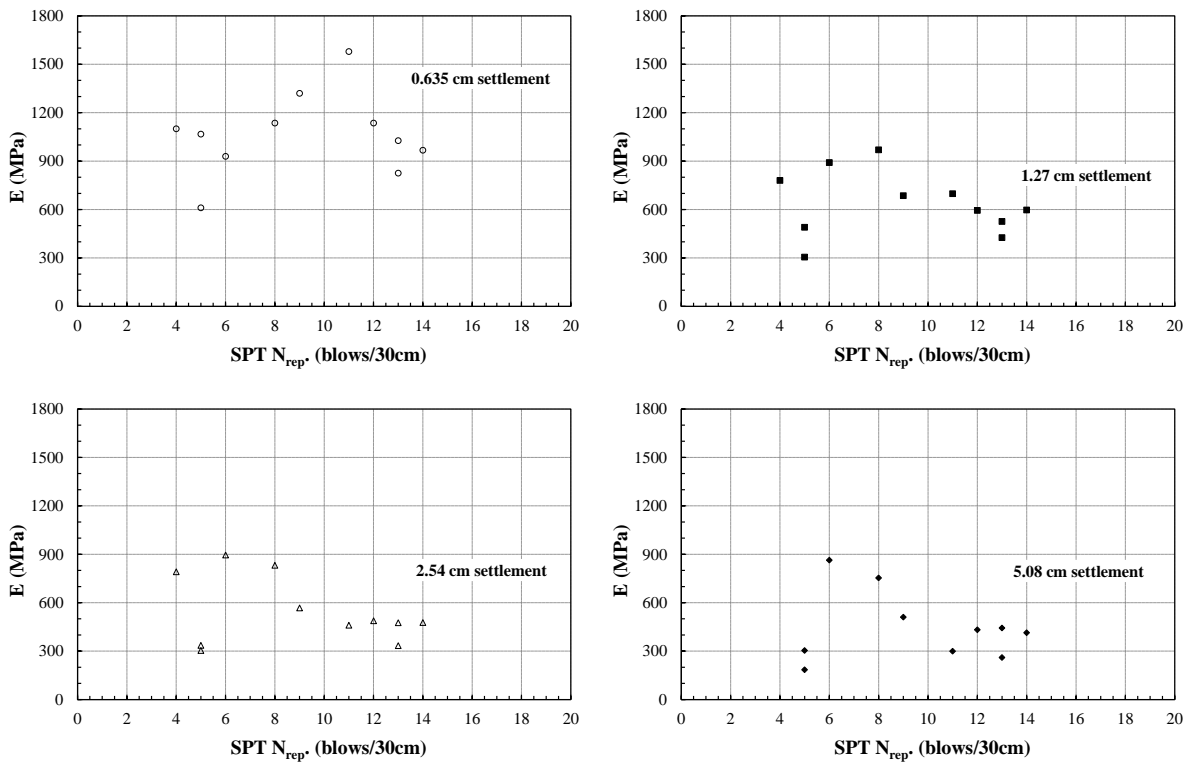 1800
1500
1200
900
600
300
0
E (MPa)
0.635 cm settlement
0 2 4 6 8 10 12 14 16 18 20
SPT Nrep. (blows/30cm)
1800
1500
1200
900
600
300
0
E (MPa)
1.27 cm settlement
0 2 4 6 8 10 12 14 16 18 20
SPT Nrep. (blows/30cm)
1800
1500
1200
900
600
300
0
E (MPa)
2.54 cm settlement
0 2 4 6 8 10 12 14 16 18 20
SPT Nrep. (blows/30cm)
1800
1500
1200
900
600
300
0
E (MPa)
5.08 cm settlement
0 2 4 6 8 10 12 14 16 18 20
SPT Nrep. (blows/30cm)